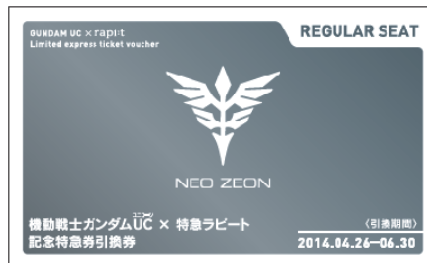 GUNDAM UC × rapi:t
Limited express ticket voucher
REGULAR SEAT
NEO ZEON
機動戦士ガンダムUC × 特急ラピート
記念特急券引換券
〈引換期間〉
2014.04.26—06.30